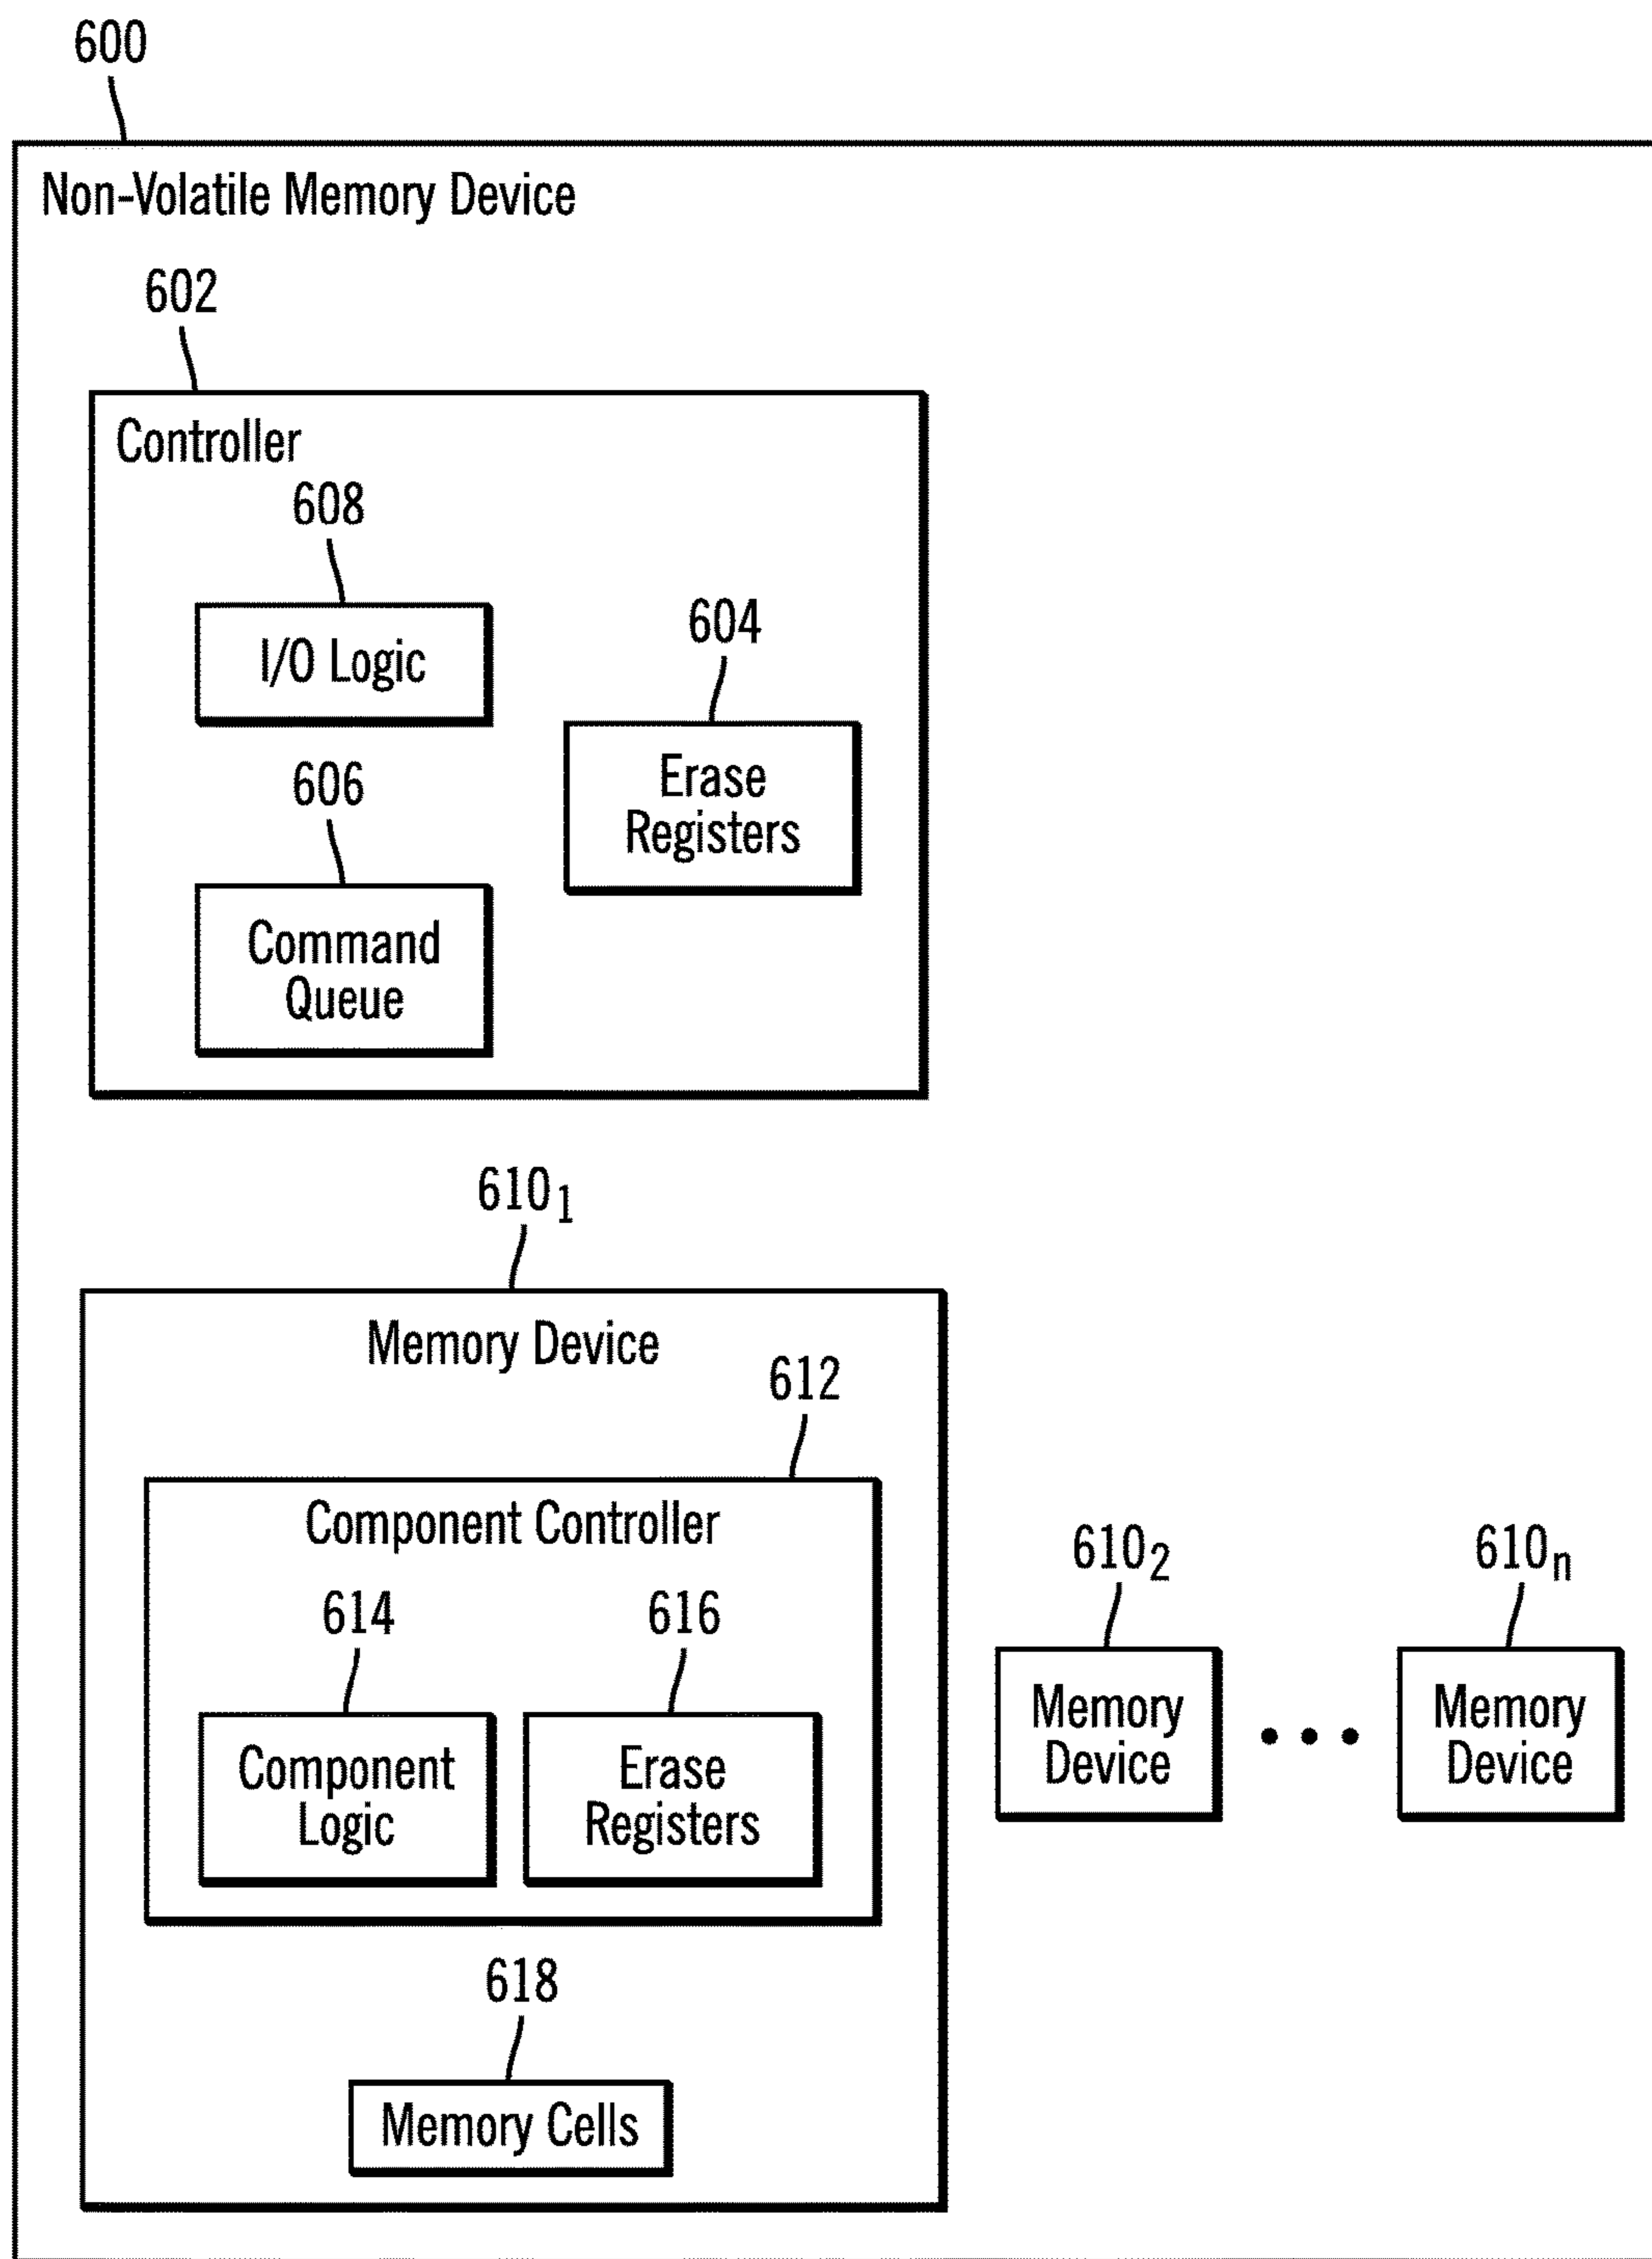 600
Non-Volatile Memory Device
602
Controller
608
I/O Logic
604
Erase
Registers
606
Command
Queue
610₁
Memory Device
612
Component Controller
614
616
Component
Logic
Erase
Registers
618
Memory Cells
610₂
Memory
Device
• • •
610ₙ
Memory
Device